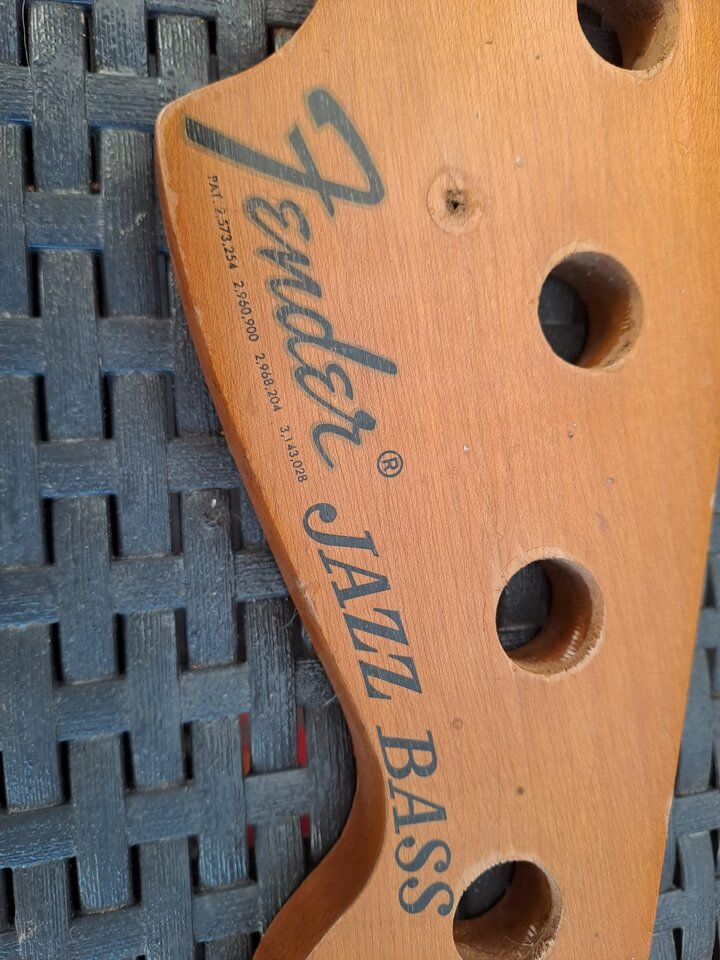 Fender®
PAT. 2,573,254 2,960,900 2,968,204 3,143,028
JAZZ BASS